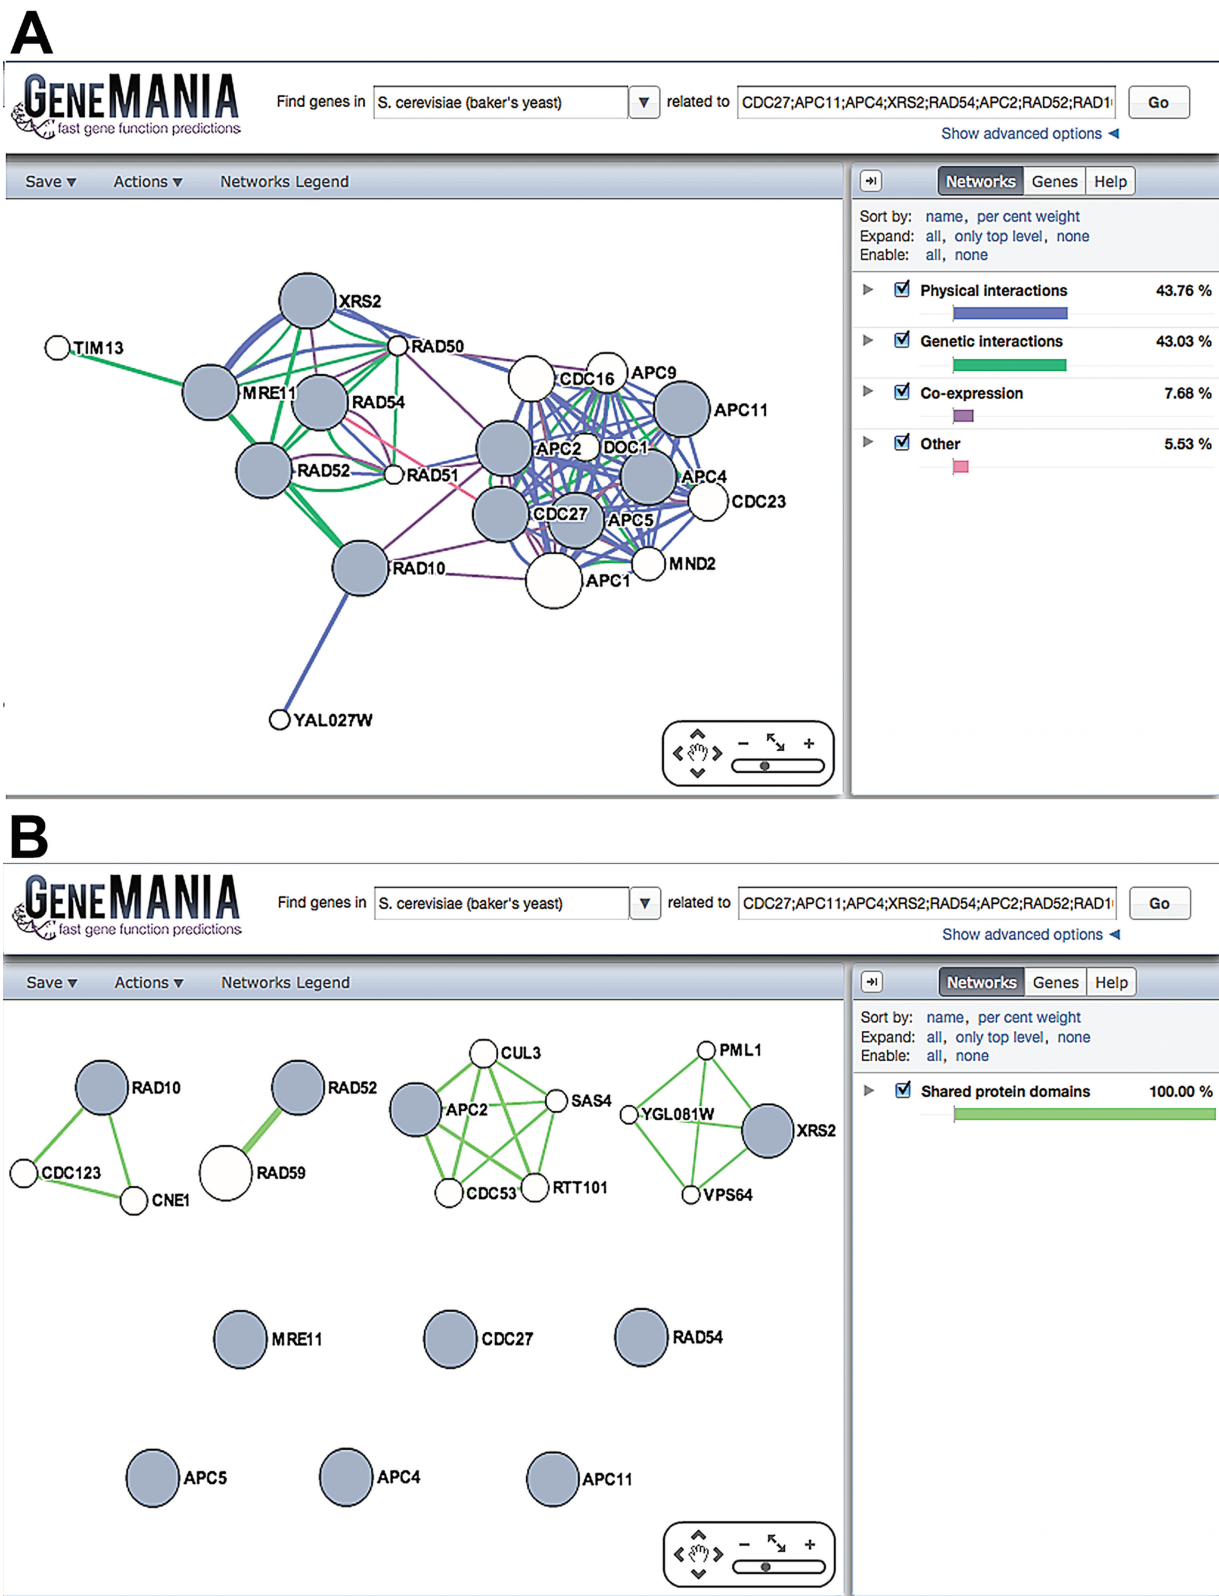 A
GENEMANIA
fast gene function predictions
Find genes in S. cerevisiae (baker's yeast) ▼ related to CDC27;APC11;APC4;XRS2;RAD54;APC2;RAD52;RAD1 Go
Show advanced options ◄
Save ▼ Actions ▼ Networks Legend
Networks Genes Help
Sort by: name, per cent weight
Expand: all, only top level, none
Enable: all, none
Physical interactions 43.76 %
Genetic interactions 43.03 %
Co-expression 7.68 %
Other 5.53 %
XRS2
TIM13
RAD50
CDC16
APC9
MRE11
RAD54
APC11
APC2
DOC1
RAD52
RAD51
APC4
CDC23
CDC27
APC5
RAD10
APC1
MND2
YAL027W
B
GENEMANIA
fast gene function predictions
Find genes in S. cerevisiae (baker's yeast) ▼ related to CDC27;APC11;APC4;XRS2;RAD54;APC2;RAD52;RAD1 Go
Show advanced options ◄
Save ▼ Actions ▼ Networks Legend
Networks Genes Help
Sort by: name, per cent weight
Expand: all, only top level, none
Enable: all, none
Shared protein domains 100.00 %
RAD10
CDC123
CNE1
RAD52
RAD59
CUL3
APC2
SAS4
CDC53
RTT101
PML1
YGL081W
XRS2
VPS64
MRE11
CDC27
RAD54
APC5
APC4
APC11